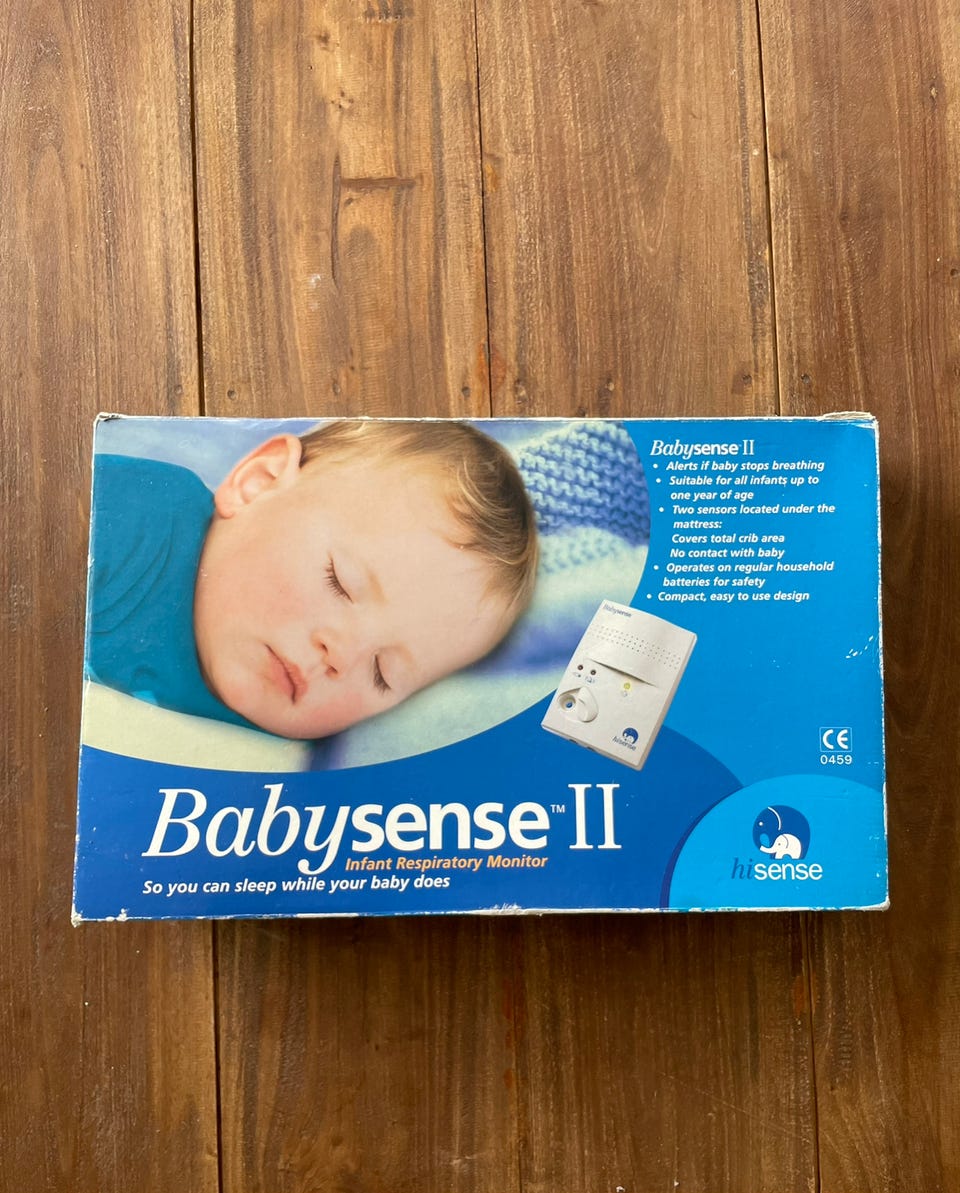 Babysense II
• Alerts if baby stops breathing
• Suitable for all infants up to
one year of age
• Two sensors located under the
mattress:
Covers total crib area
No contact with baby
• Operates on regular household
batteries for safety
• Compact, easy to use design
Babysense
hisense
CE
0459
Babysense™ II
Infant Respiratory Monitor
So you can sleep while your baby does
hisense